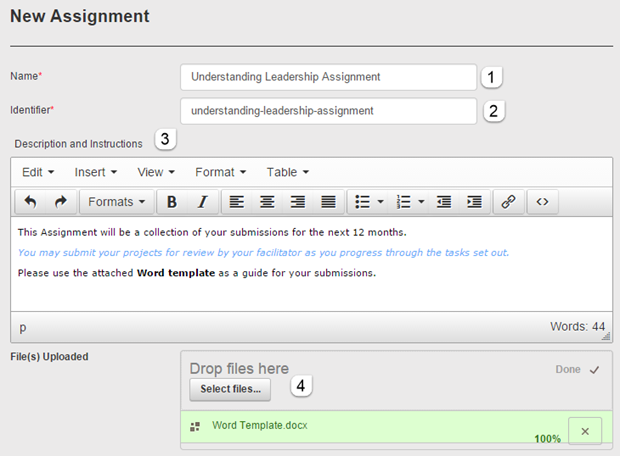 New Assignment
Name*
Understanding Leadership Assignment
1
Identifier*
understanding-leadership-assignment
2
Description and Instructions
3
Edit Insert View Format Table
Formats B I
This Assignment will be a collection of your submissions for the next 12 months.
You may submit your projects for review by your facilitator as you progress through the tasks set out.
Please use the attached Word template as a guide for your submissions.
p Words: 44
File(s) Uploaded
Drop files here
Done
Select files...
4
Word Template.docx
100%